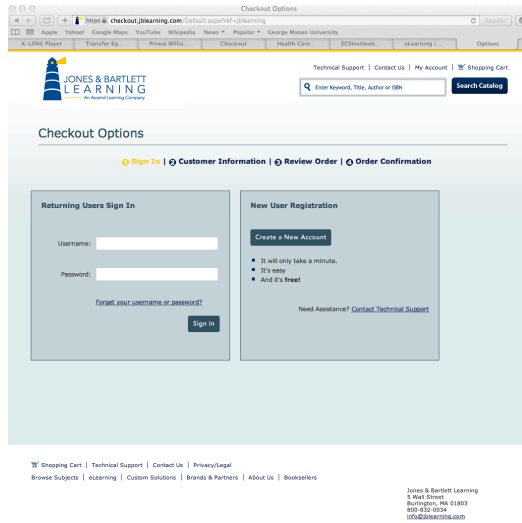 Checkout Options
https checkout.jblearning.com/Default.aspx?ref=/jblearning
Reader
Apple Yahoo! Google Maps YouTube Wikipedia News Popular George Mason University
K-LOVE Player Transfer Eq... Prince Willia... Checkout Health Care... ECSInstitute... eLearning |... Options
Technical Support | Contact Us | My Account | Shopping Cart
JONES & BARTLETT
LEARNING
An Ascend Learning Company
Enter Keyword, Title, Author or ISBN
Search Catalog
Checkout Options
1 Sign In | 2 Customer Information | 3 Review Order | 4 Order Confirmation
Returning Users Sign In
Username:
Password:
Forget your username or password?
Sign In
New User Registration
Create a New Account
It will only take a minute.
It's easy
And it's free!
Need Assistance? Contact Technical Support
Shopping Cart | Technical Support | Contact Us | Privacy/Legal
Browse Subjects | eLearning | Custom Solutions | Brands & Partners | About Us | Booksellers
Jones & Bartlett Learning
5 Wall Street
Burlington, MA 01803
800-832-0034
info@jblearning.com